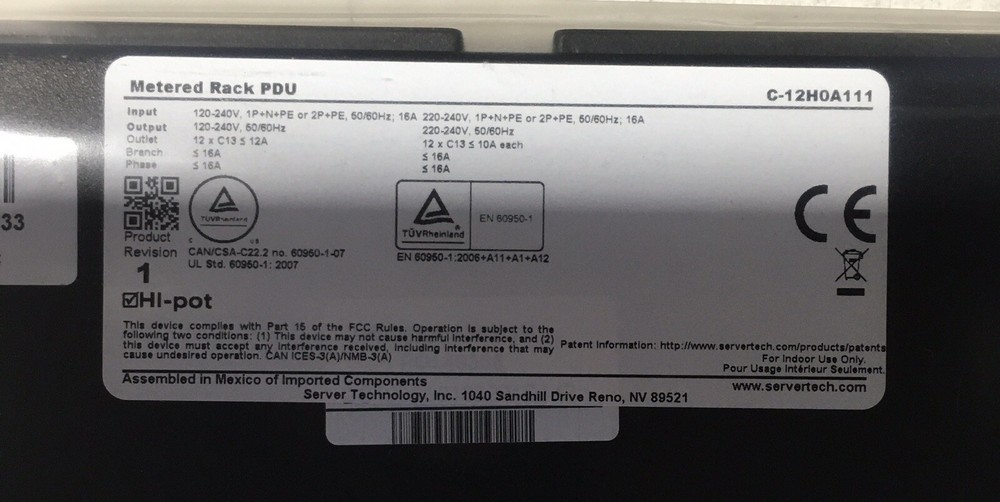 Metered Rack PDU
C-12H0A111
Input 120-240V, 1P+N+PE or 2P+PE, 50/60Hz; 16A 220-240V, 1P+N+PE or 2P+PE, 50/60Hz; 16A
Output 120-240V, 50/60Hz 220-240V, 50/60Hz
Outlet 12 x C13 ≤ 12A 12 x C13 ≤ 10A each
Branch ≤ 16A ≤ 16A
Phase ≤ 16A ≤ 16A
33
TÜVRheinland
C US
TÜVRheinland ®
EN 60950-1
CE
Product
Revision
1
CAN/CSA-C22.2 no. 60950-1-07
UL Std. 60950-1: 2007
EN 60950-1:2006+A11+A1+A12
HI-pot
This device complies with Part 15 of the FCC Rules. Operation is subject to the
following two conditions: (1) This device may not cause harmful interference, and (2)
this device must accept any interference received, including interference that may
cause undesired operation. CAN ICES-3(A)/NMB-3(A)
Patent Information: http://www.servertech.com/products/patents
For Indoor Use Only.
Pour Usage Intérieur Seulement.
Assembled in Mexico of Imported Components
www.servertech.com
Server Technology, Inc. 1040 Sandhill Drive Reno, NV 89521